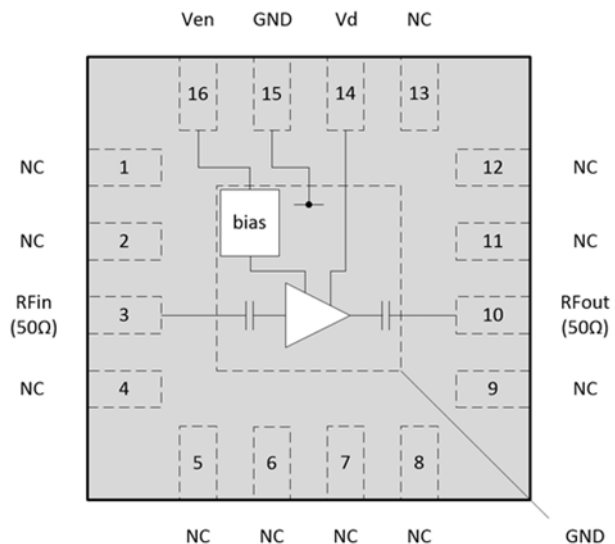 Ven GND Vd NC
16 15 14 13
NC 1 12 NC
bias
NC 2 11 NC
RFin 3 10 RFout
(50Ω) (50Ω)
NC 4 9 NC
5 6 7 8
NC NC NC NC GND